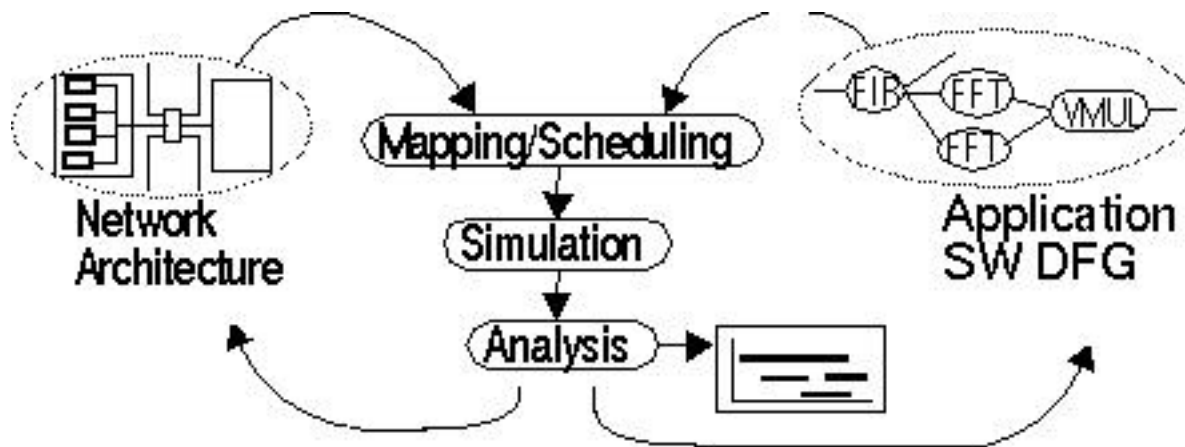 FIR
FFT
FFT
VMUL
Mapping/Scheduling
Network
Architecture
Application
SW DFG
Simulation
Analysis